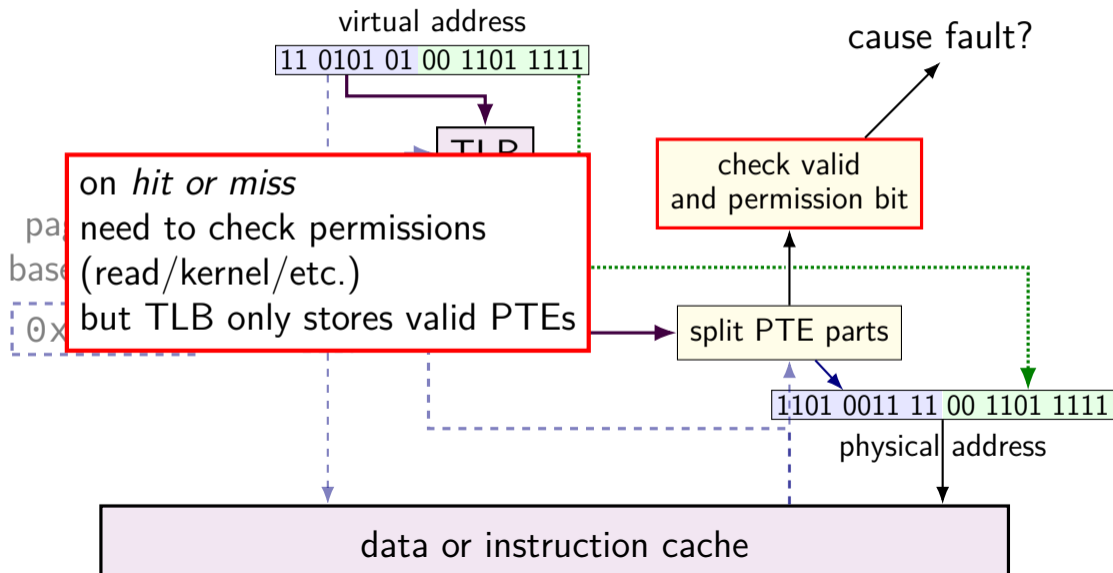 virtual address
11 0101 01 00 1101 1111
cause fault?
TLB
check valid
and permission bit
on hit or miss
need to check permissions
(read/kernel/etc.)
but TLB only stores valid PTEs
0x
split PTE parts
1101 0011 11 00 1101 1111
physical address
data or instruction cache